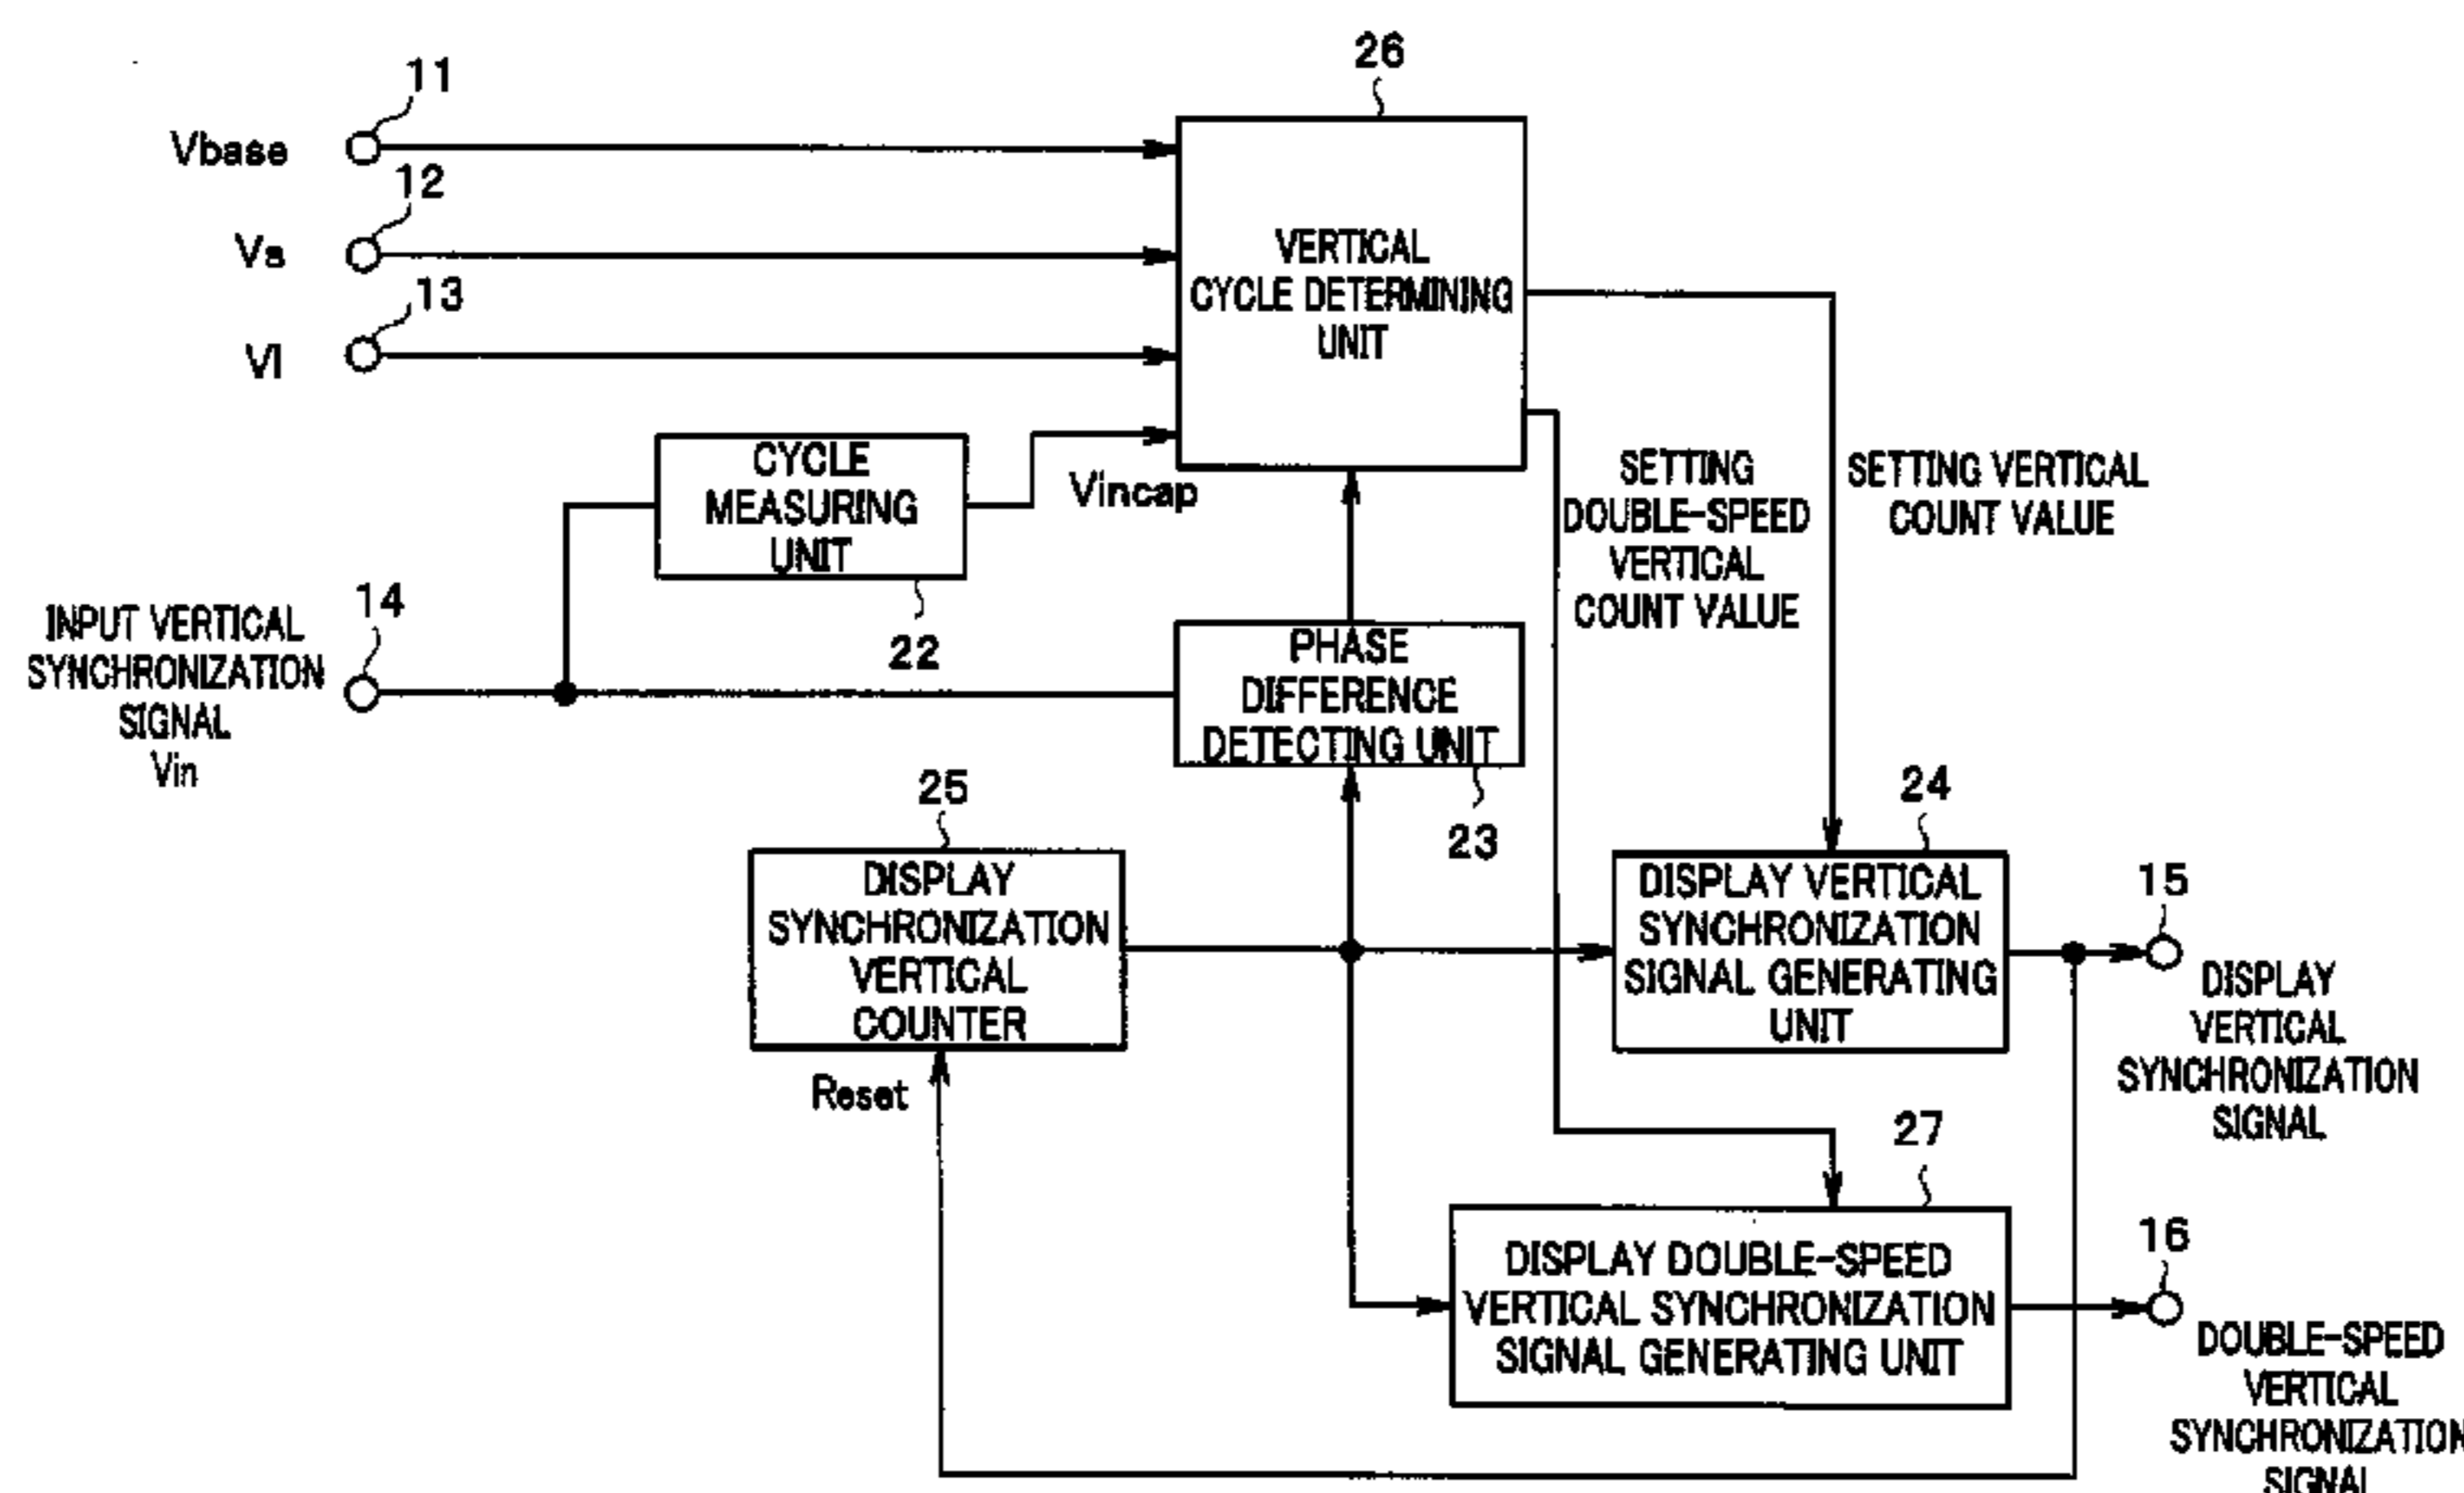 26
11
Vbase
12
Vs
13
Vl
VERTICAL
CYCLE DETERMINING
UNIT
CYCLE
MEASURING
UNIT
22
Vincap
SETTING
DOUBLE-SPEED
VERTICAL
COUNT VALUE
SETTING VERTICAL
COUNT VALUE
14
INPUT VERTICAL
SYNCHRONIZATION
SIGNAL
Vin
PHASE
DIFFERENCE
DETECTING UNIT
23
25
DISPLAY
SYNCHRONIZATION
VERTICAL
COUNTER
Reset
24
DISPLAY VERTICAL
SYNCHRONIZATION
SIGNAL GENERATING
UNIT
15
DISPLAY
VERTICAL
SYNCHRONIZATION
SIGNAL
27
DISPLAY DOUBLE-SPEED
VERTICAL SYNCHRONIZATION
SIGNAL GENERATING UNIT
16
DOUBLE-SPEED
VERTICAL
SYNCHRONIZATION
SIGNAL